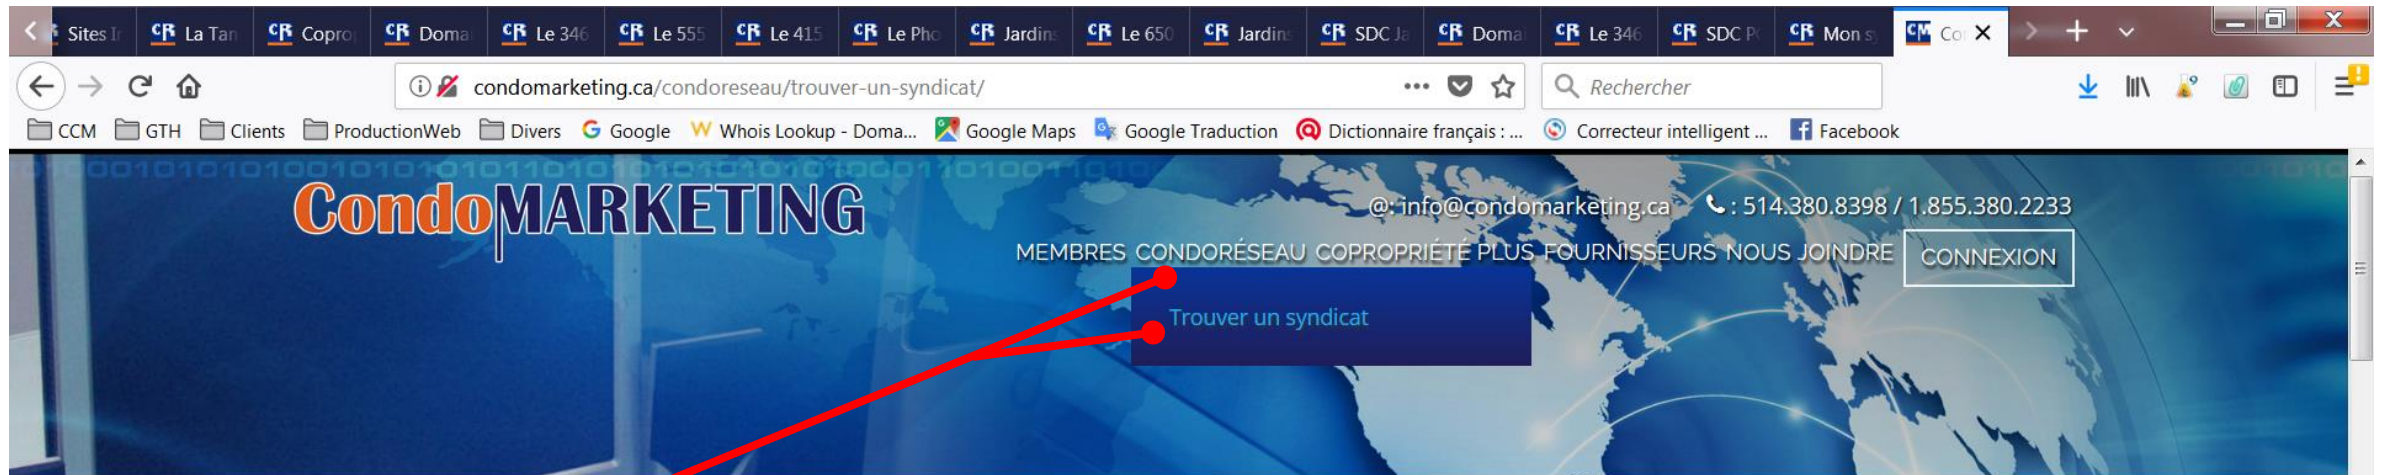 Sites I La Tan Copro Doma Le 346 Le 555 Le 415 Le Pho Jardins Le 650 Jardins SDC Ja Doma Le 346 SDC P Mon s Co
condomarketing.ca/condoreseau/trouver-un-syndicat/ Rechercher
CCM GTH Clients ProductionWeb Divers Google Whois Lookup - Doma... Google Maps Google Traduction Dictionnaire français : ... Correcteur intelligent ... Facebook
CondoMARKETING
@: info@condomarketing.ca : 514.380.8398 / 1.855.380.2233
MEMBRES CONDORÉSEAU COPROPRIÉTÉ PLUS FOURNISSEURS NOUS JOINDRE CONNEXION
Trouver un syndicat